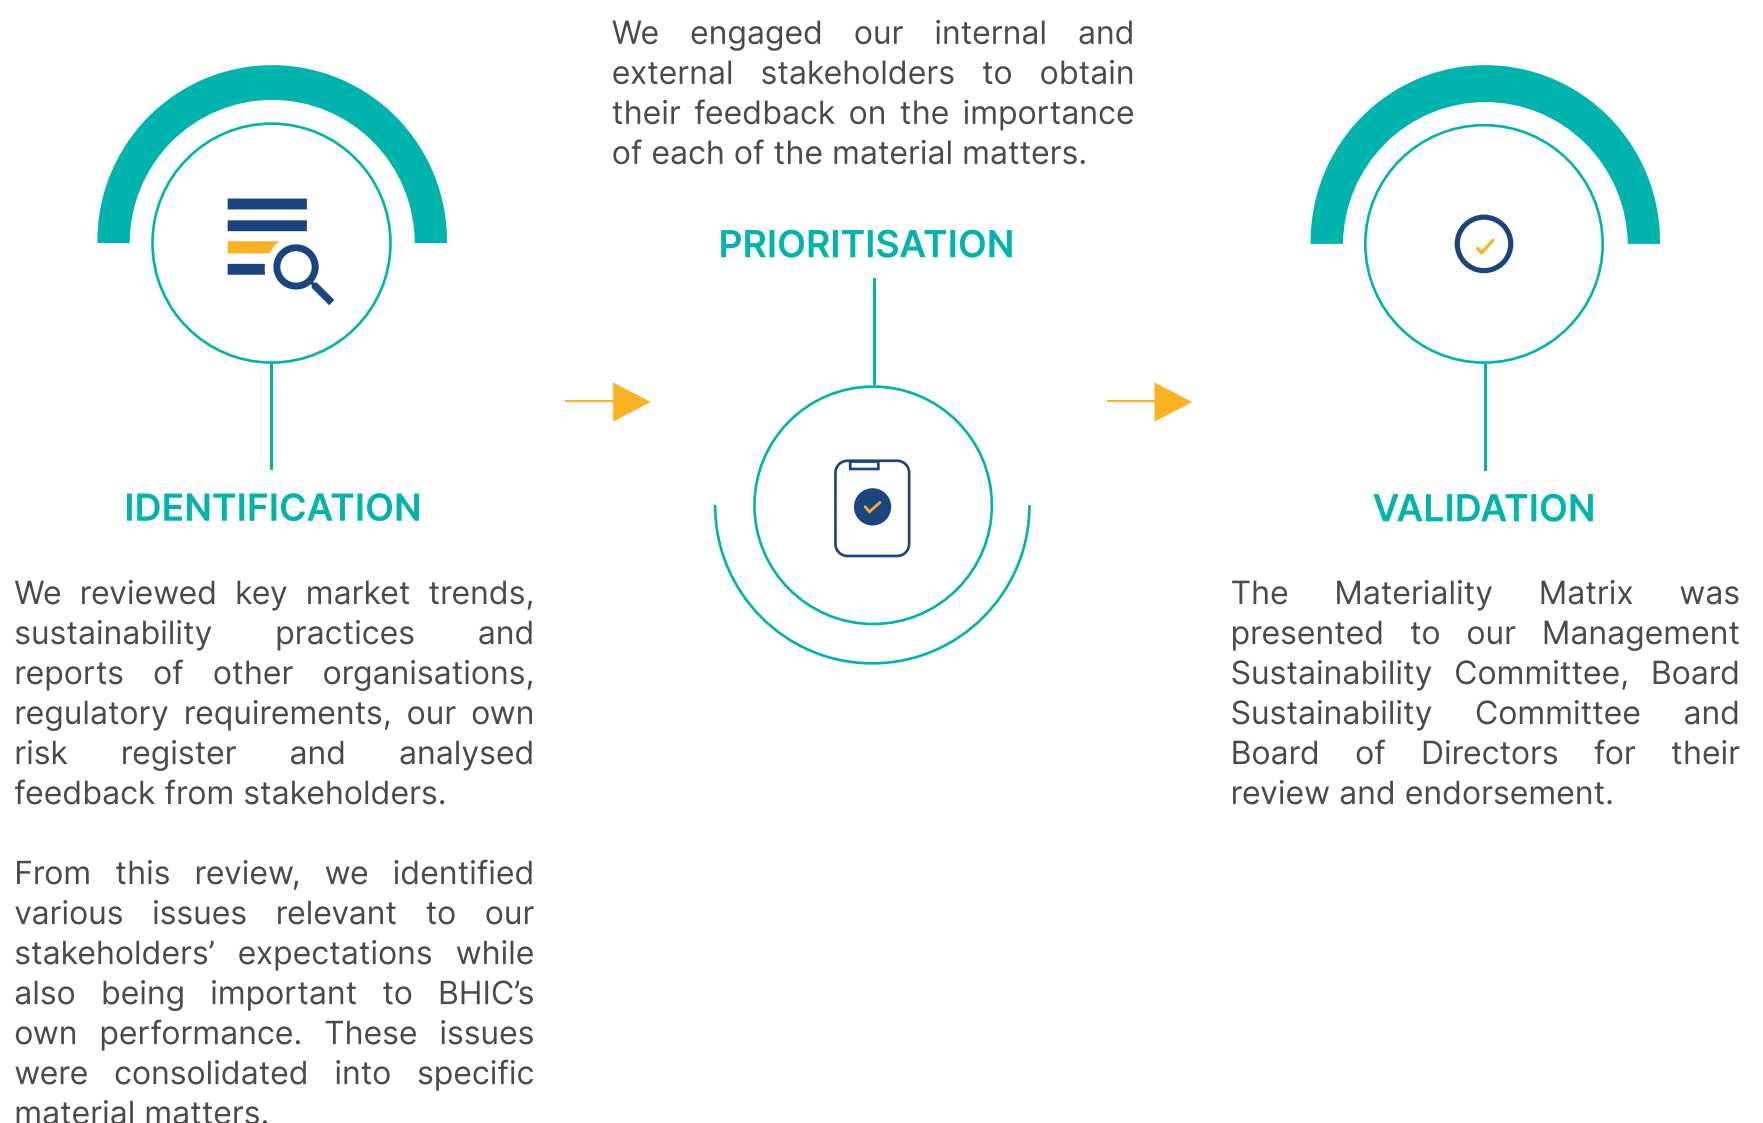 IDENTIFICATION
We reviewed key market trends,
sustainability practices and
reports of other organisations,
regulatory requirements, our own
risk register and analysed
feedback from stakeholders.
From this review, we identified
various issues relevant to our
stakeholders’ expectations while
also being important to BHIC’s
own performance. These issues
were consolidated into specific
material matters.
We engaged our internal and
external stakeholders to obtain
their feedback on the importance
of each of the material matters.
PRIORITISATION
VALIDATION
The Materiality Matrix was
presented to our Management
Sustainability Committee, Board
Sustainability Committee and
Board of Directors for their
review and endorsement.